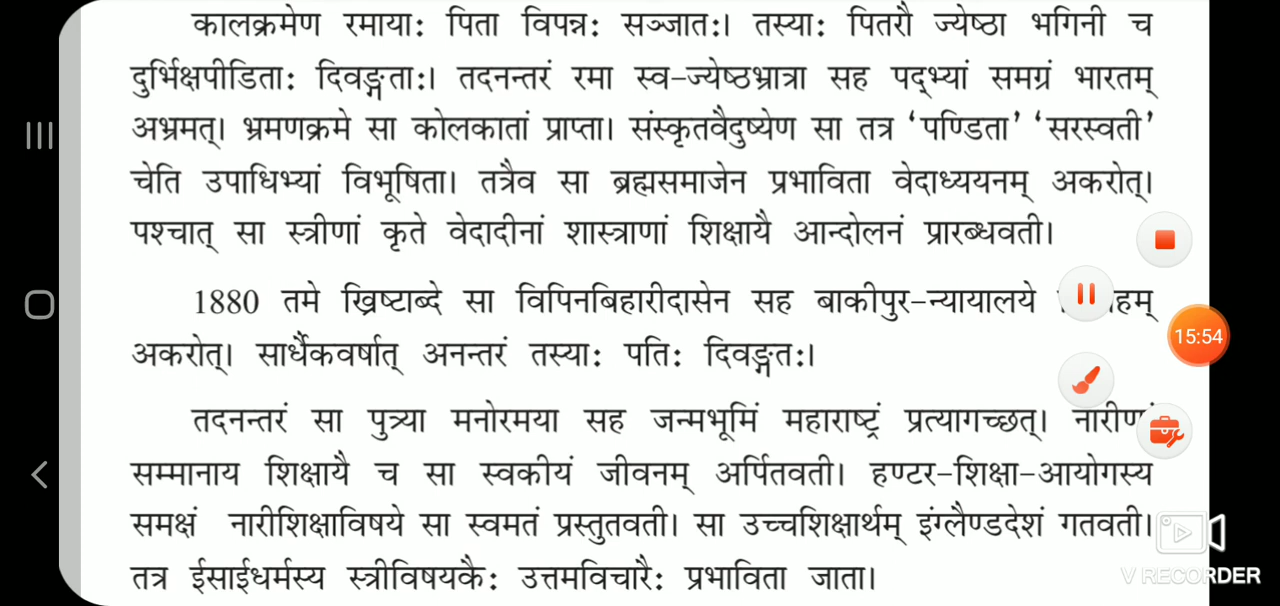 कालक्रमेण रमायाः पिता विपन्नः सञ्जातः। तस्याः पितरौ ज्येष्ठा भगिनी च
दुर्भिक्षपीडिताः दिवङ्गताः। तदनन्तरं रमा स्व-ज्येष्ठभ्रात्रा सह पद्भ्यां समग्रं भारतम्
अभ्रमत्। भ्रमणक्रमे सा कोलकातां प्राप्ता। संस्कृतवैदुष्येण सा तत्र ‘पण्डिता’ ‘सरस्वती’
चेति उपाधिभ्यां विभूषिता। तत्रैव सा ब्रह्मसमाजेन प्रभाविता वेदाध्ययनम् अकरोत्।
पश्चात् सा स्त्रीणां कृते वेदादीनां शास्त्राणां शिक्षायै आन्दोलनं प्रारब्धवती।
1880 तमे ख्रिष्टाब्दे सा विपिनबिहारीदासेन सह बाकीपुर-न्यायालये
अकरोत्। सार्धैकवर्षात् अनन्तरं तस्याः पतिः दिवङ्गतः।
15:54
तदनन्तरं सा पुत्र्या मनोरमया सह जन्मभूमिं महाराष्ट्रं प्रत्यागच्छत्। नारीणां
सम्मानाय शिक्षायै च सा स्वकीयं जीवनम् अर्पितवती। हण्टर-शिक्षा-आयोगस्य
समक्षं नारीशिक्षाविषये सा स्वमतं प्रस्तुतवती। सा उच्चशिक्षार्थम् इंग्लैण्डदेशं गतवती।
तत्र ईसाईधर्मस्य स्त्रीविषयकैः उत्तमविचारैः प्रभाविता जाता।
V RECORDER